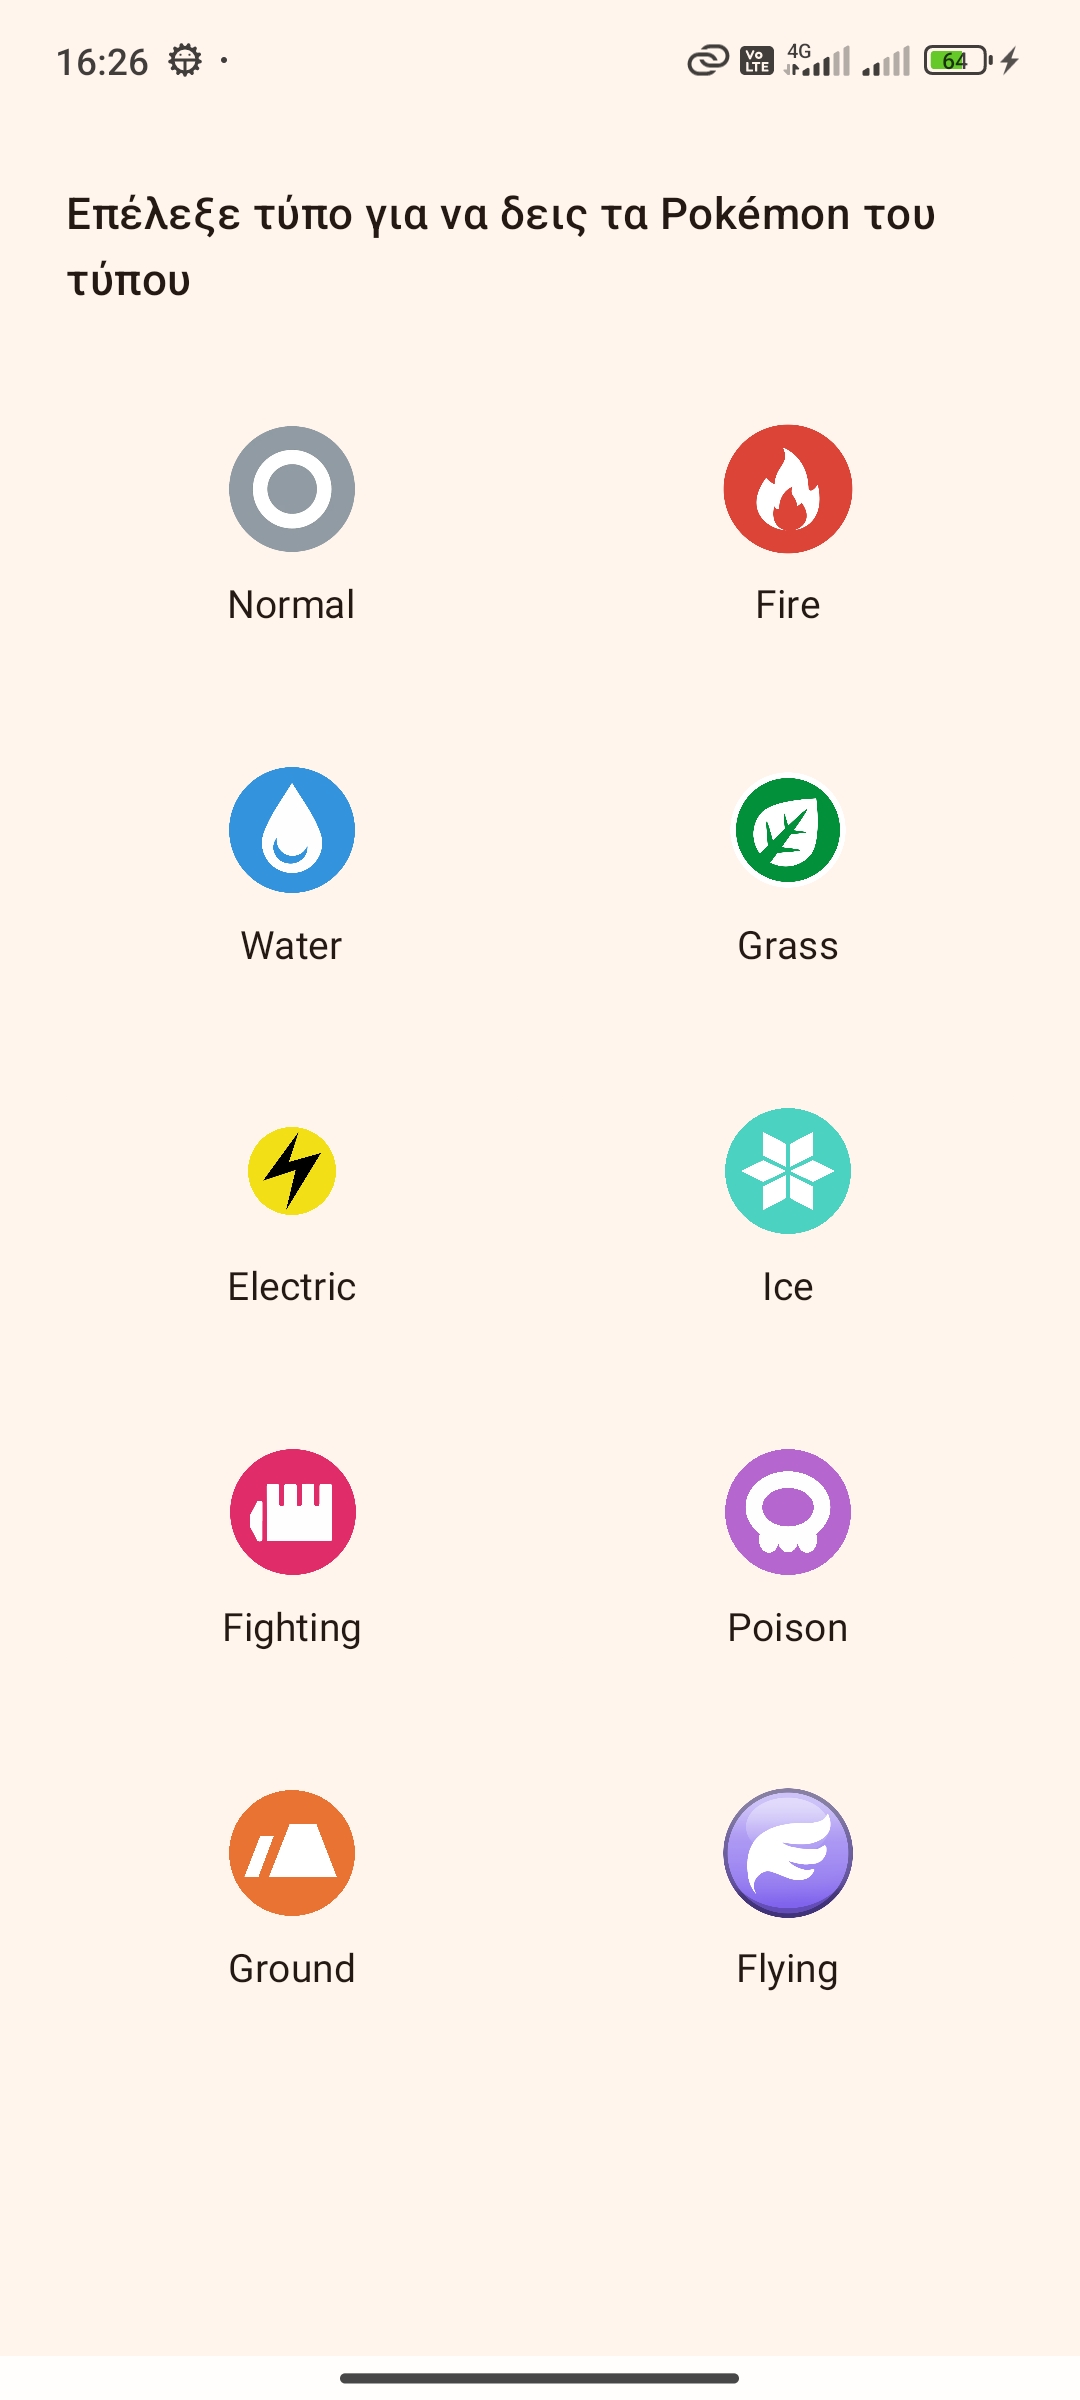 16:26
Vo LTE 4G 64
Επέλεξε τύπο για να δεις τα Pokémon του
τύπου
Normal
Fire
Water
Grass
Electric
Ice
Fighting
Poison
Ground
Flying